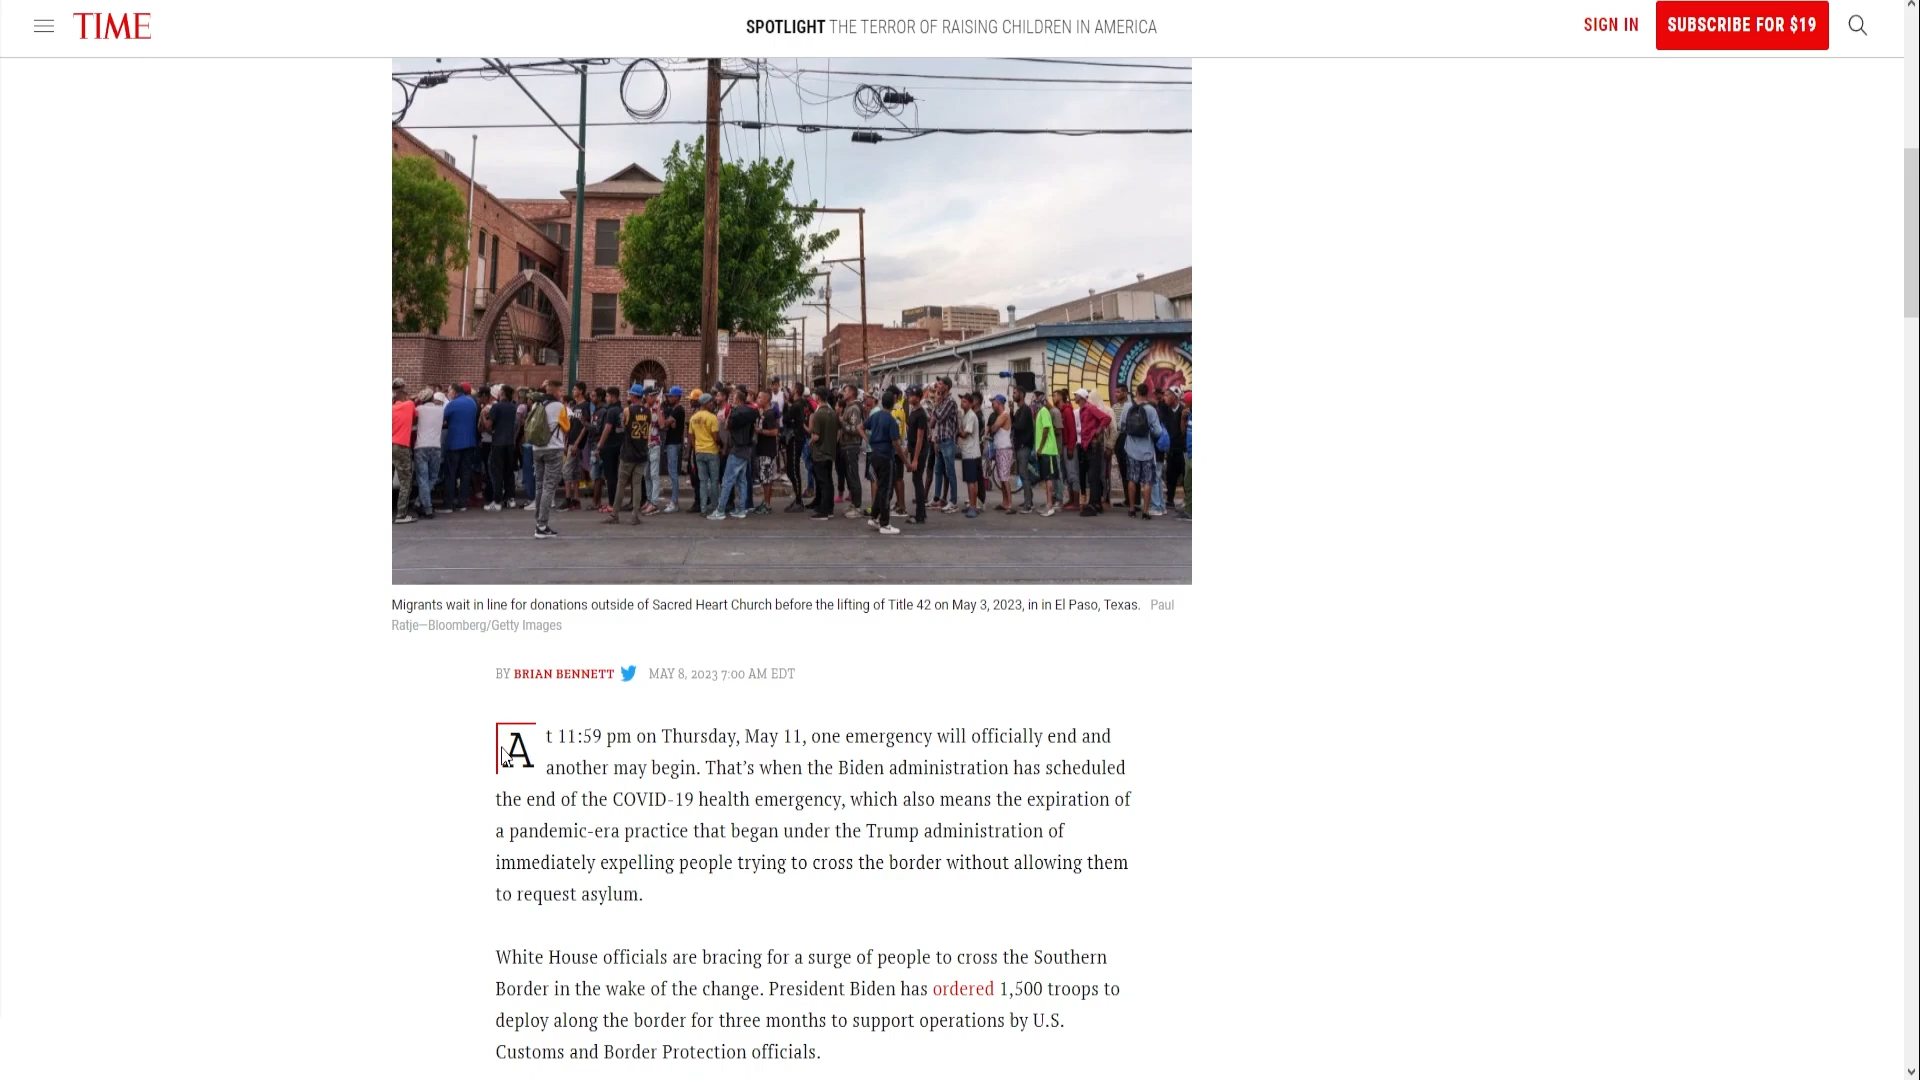 TIME
SPOTLIGHT THE TERROR OF RAISING CHILDREN IN AMERICA
SIGN IN
SUBSCRIBE FOR $19
24
Migrants wait in line for donations outside of Sacred Heart Church before the lifting of Title 42 on May 3, 2023, in in El Paso, Texas. Paul
Ratje—Bloomberg/Getty Images
BY BRIAN BENNETT MAY 8, 2023 7:00 AM EDT
At 11:59 pm on Thursday, May 11, one emergency will officially end and
another may begin. That’s when the Biden administration has scheduled
the end of the COVID-19 health emergency, which also means the expiration of
a pandemic-era practice that began under the Trump administration of
immediately expelling people trying to cross the border without allowing them
to request asylum.
White House officials are bracing for a surge of people to cross the Southern
Border in the wake of the change. President Biden has ordered 1,500 troops to
deploy along the border for three months to support operations by U.S.
Customs and Border Protection officials.